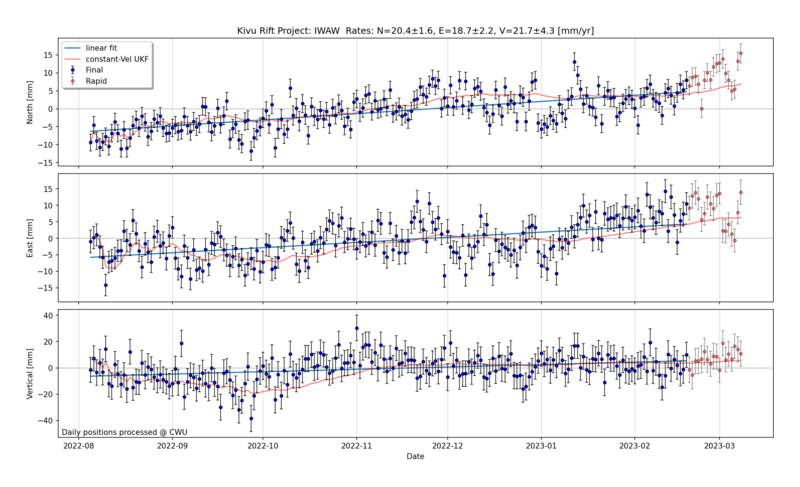 Kivu Rift Project: IWAW Rates: N=20.4±1.6, E=18.7±2.2, V=21.7±4.3 [mm/yr]
linear fit
constant-Vel UKF
Final
Rapid
North [mm]
15
10
5
0
−5
−10
−15
East [mm]
15
10
5
0
−5
−10
−15
Vertical [mm]
40
20
0
−20
−40
Daily positions processed @ CWU
2022-08
2022-09
2022-10
2022-11
2022-12
2023-01
2023-02
2023-03
Date